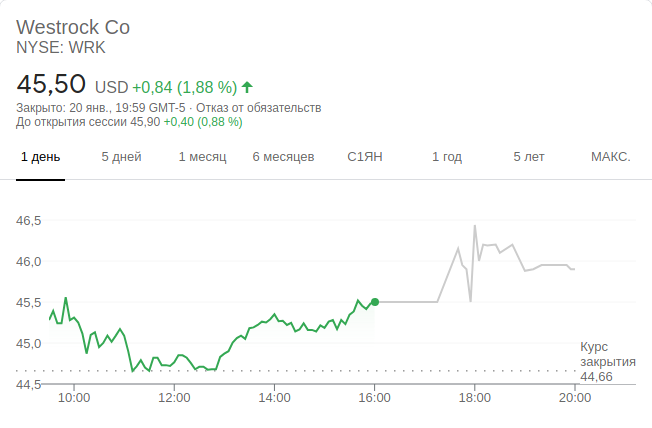 Westrock Co
NYSE: WRK
45,50 USD +0,84 (1,88 %)
Закрыто: 20 янв., 19:59 GMT-5 · Отказ от обязательств
До открытия сессии 45,90 +0,40 (0,88 %)
1 день 5 дней 1 месяц 6 месяцев С1ЯН 1 год 5 лет МАКС.
46,5
46,0
45,5
45,0
44,5
Курс
закрытия
44,66
10:00 12:00 14:00 16:00 18:00 20:00